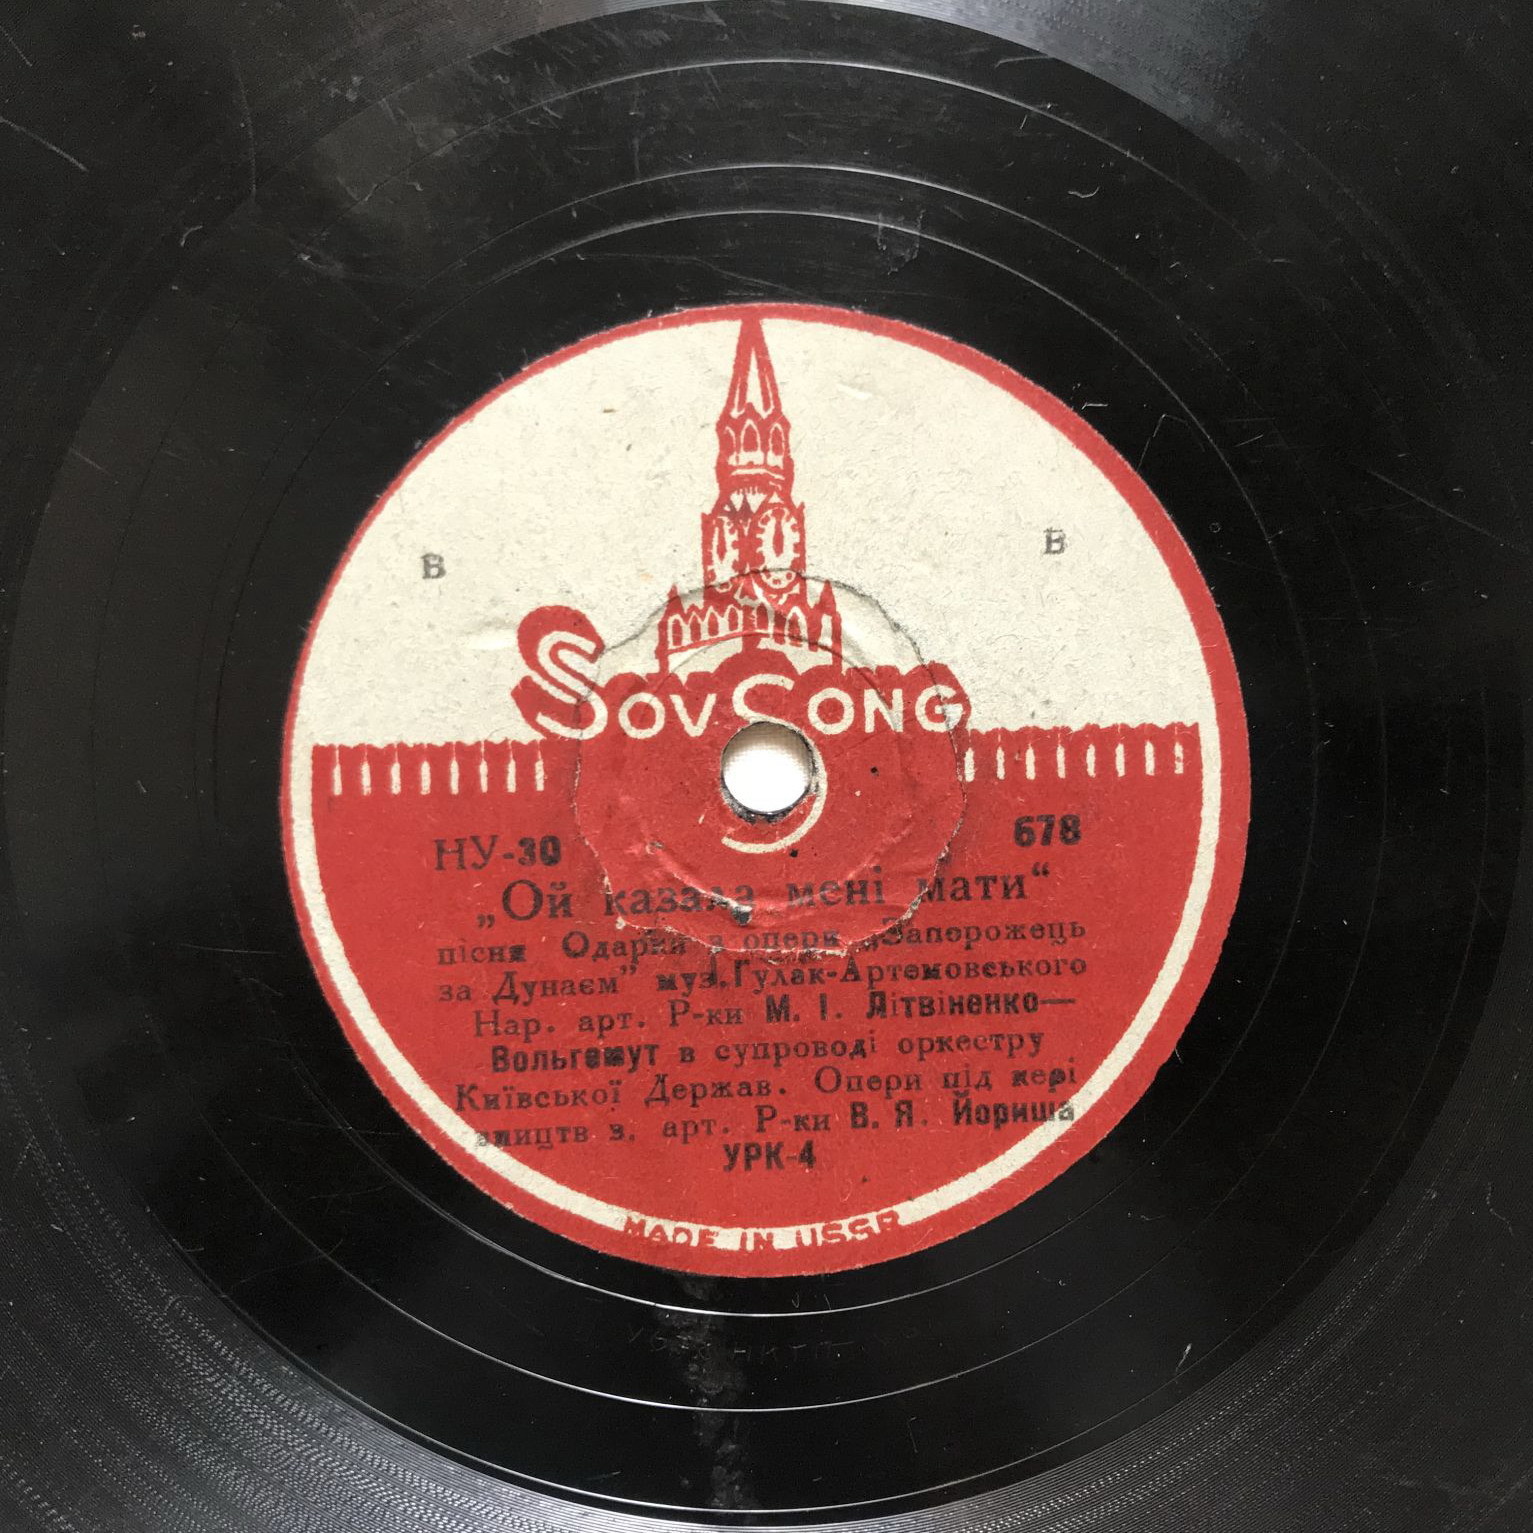 В В
SovSong
НУ-30 678
„Ой казала мені мати“
пісня Одарки з опери „Запорожець
за Дунаєм” муз. Гулак-Артемовського
Нар. арт. Р-ки М. І. Літвіненко—
Вольгемут в супроводі оркестру
Київської Держав. Опери під кері
вництв з. арт. Р-ки В. Я. Йориша
УРК-4
MADE IN USSR